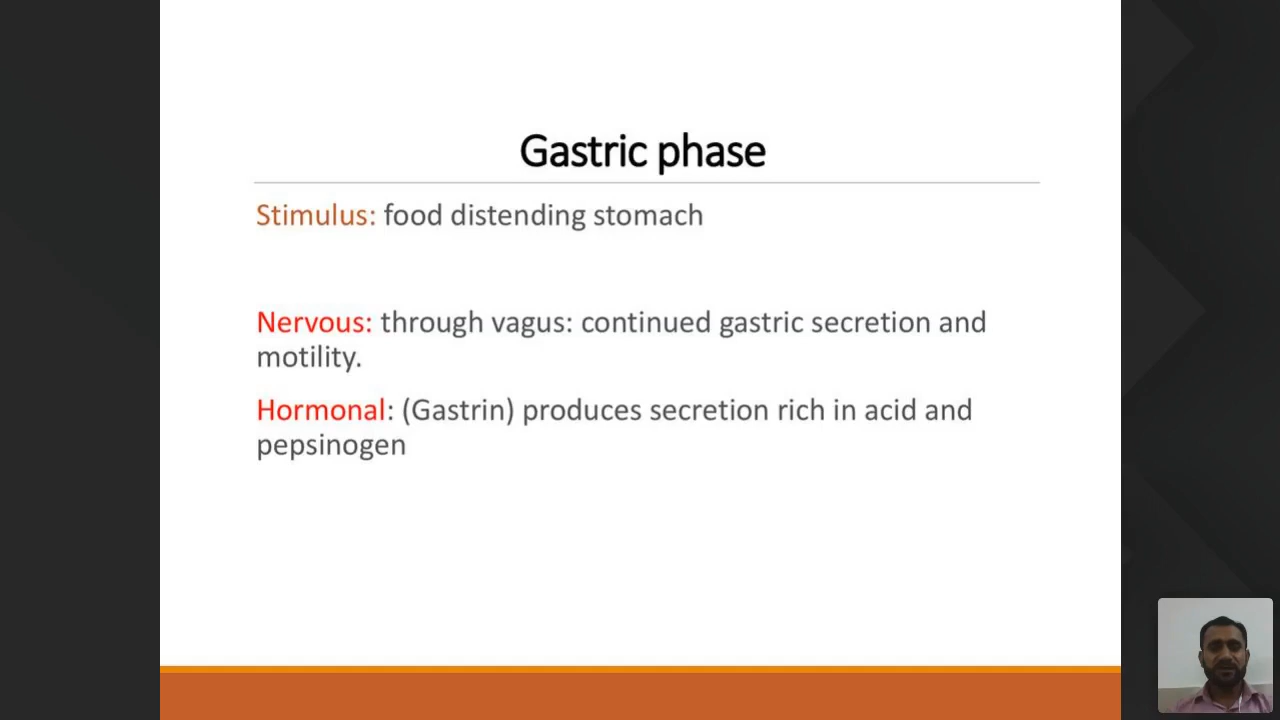 Gastric phase
Stimulus: food distending stomach
Nervous: through vagus: continued gastric secretion and
motility.
Hormonal: (Gastrin) produces secretion rich in acid and
pepsinogen